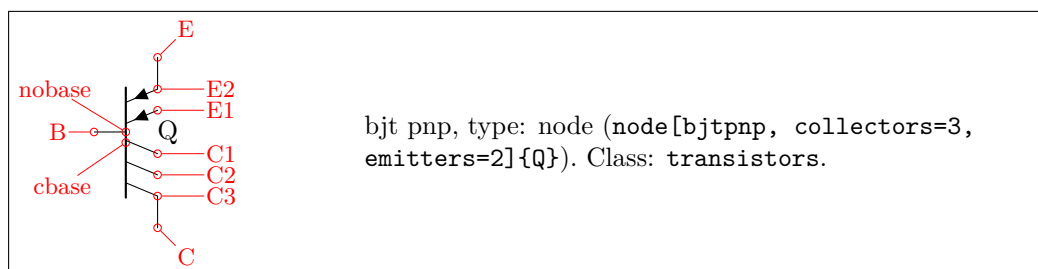 E
nobase
E2
E1
B
Q
C1
C2
cbase
C3
C
bjt pnp, type: node (node[bjtpnp, collectors=3,
emitters=2]{Q}). Class: transistors.